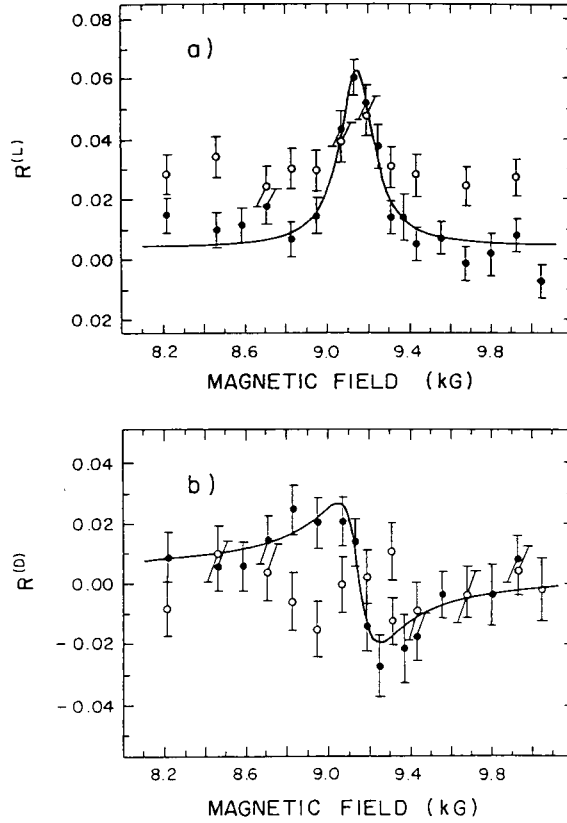 a)
R(L)
0.08
0.06
0.04
0.02
0.00
0.02
8.2 8.6 9.0 9.4 9.8
MAGNETIC FIELD (kG)
b)
R(D)
0.04
0.02
0.00
-0.02
-0.04
8.2 8.6 9.0 9.4 9.8
MAGNETIC FIELD (kG)